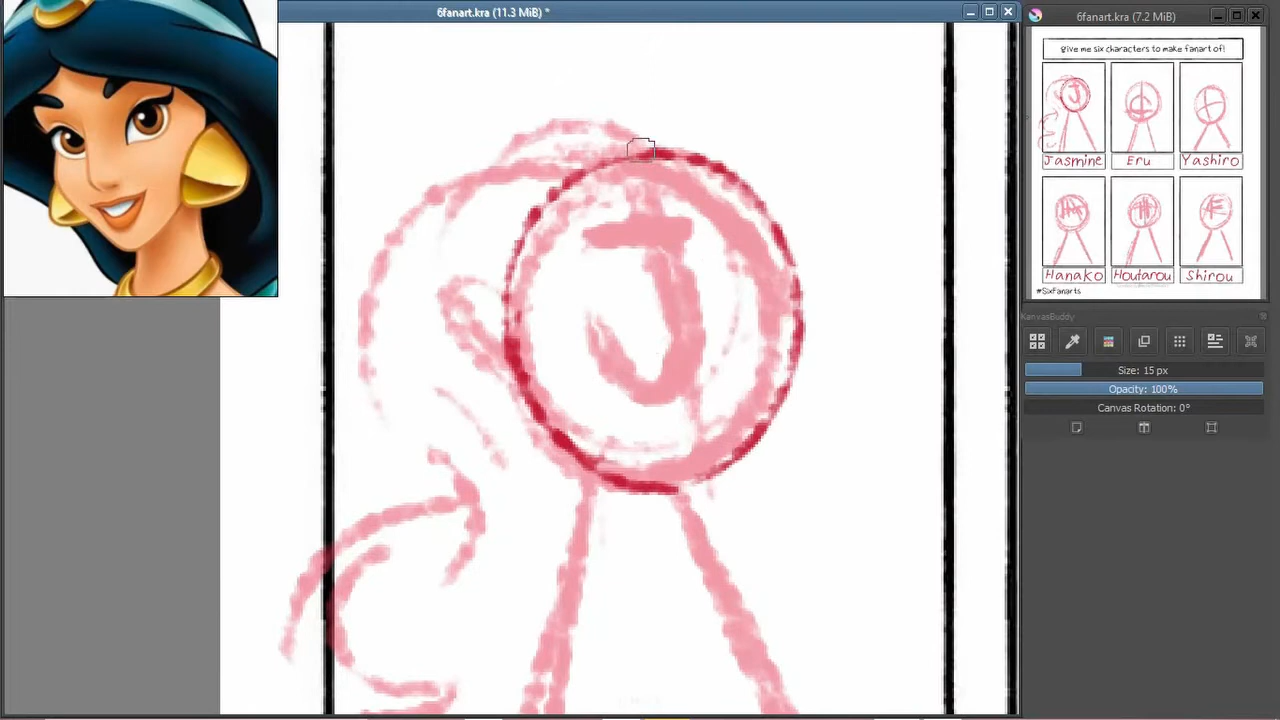 6fanart.kra (11.3 MiB) *
J
6fanart.kra (7.2 MiB)
give me six characters to make fanart of!
J
Jasmine Eru Yashiro
Hanako Houtarou Shirou
#SixFanarts
KanvasBuddy
Size: 15 px
Opacity: 100%
Canvas Rotation: 0°